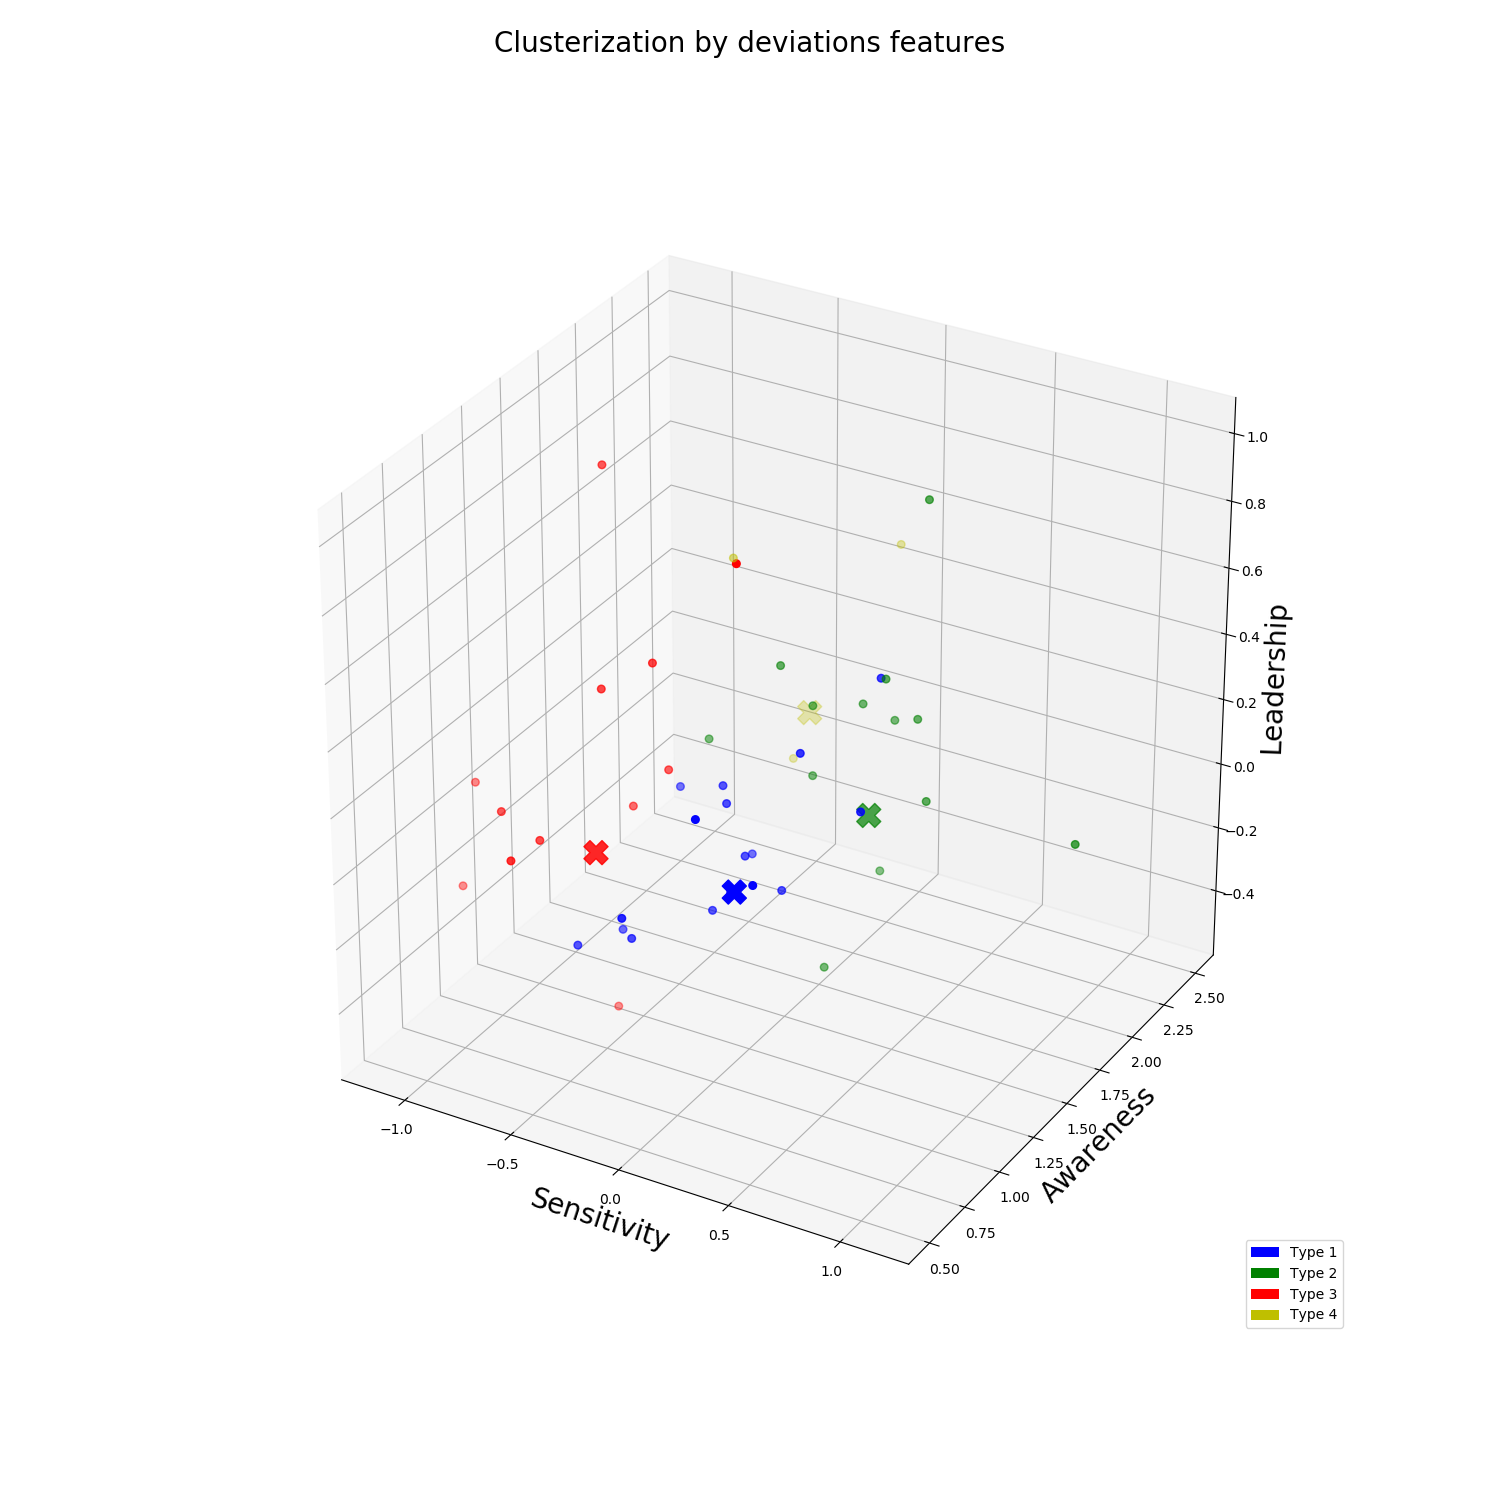 Clusterization by deviations features
1.0
0.8
0.6
0.4
0.2
0.0
−0.2
−0.4
Leadership
2.50
2.25
2.00
1.75
1.50
1.25
1.00
0.75
0.50
Awareness
−1.0
−0.5
0.0
0.5
1.0
Sensitivity
Type 1
Type 2
Type 3
Type 4